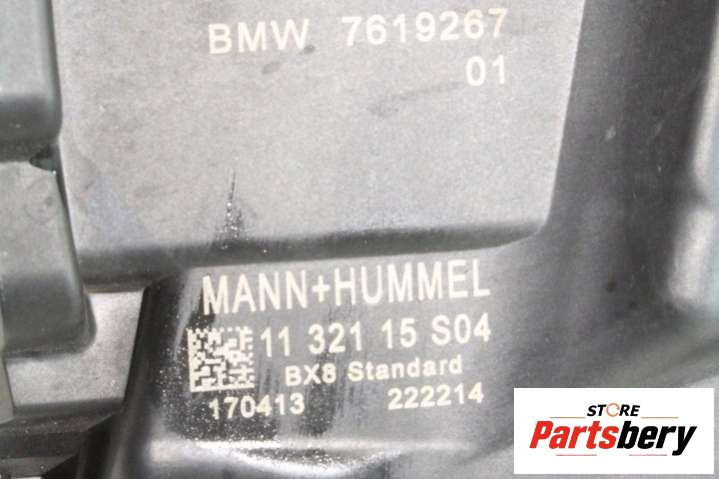 BMW 7619267
01
MANN+HUMMEL
11 321 15 S04
BX8 Standard
170413 222214
STORE
Partsbery